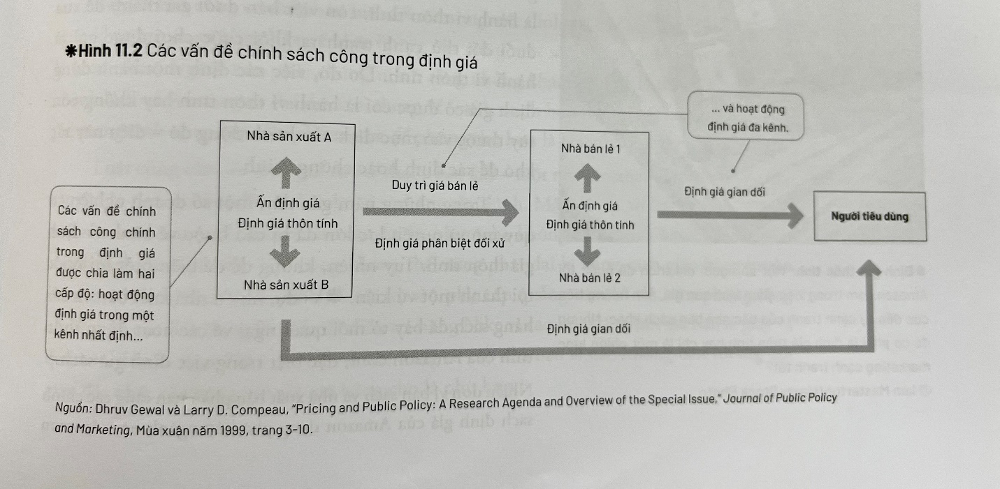 ✱Hình 11.2 Các vấn đề chính sách công trong định giá
Các vấn đề chính
sách công chính
trong định giá
được chia làm hai
cấp độ: hoạt động
định giá trong một
kênh nhất định...
Nhà sản xuất A
Ấn định giá
Định giá thôn tính
Nhà sản xuất B
Duy trì giá bán lẻ
Định giá phân biệt đối xử
Nhà bán lẻ 1
Ấn định giá
Định giá thôn tính
Nhà bán lẻ 2
... và hoạt động
định giá đa kênh.
Định giá gian dối
Người tiêu dùng
Định giá gian dối
Nguồn: Dhruv Gewal và Larry D. Compeau, “Pricing and Public Policy: A Research Agenda and Overview of the Special Issue,” Journal of Public Policy
and Marketing, Mùa xuân năm 1999, trang 3-10.